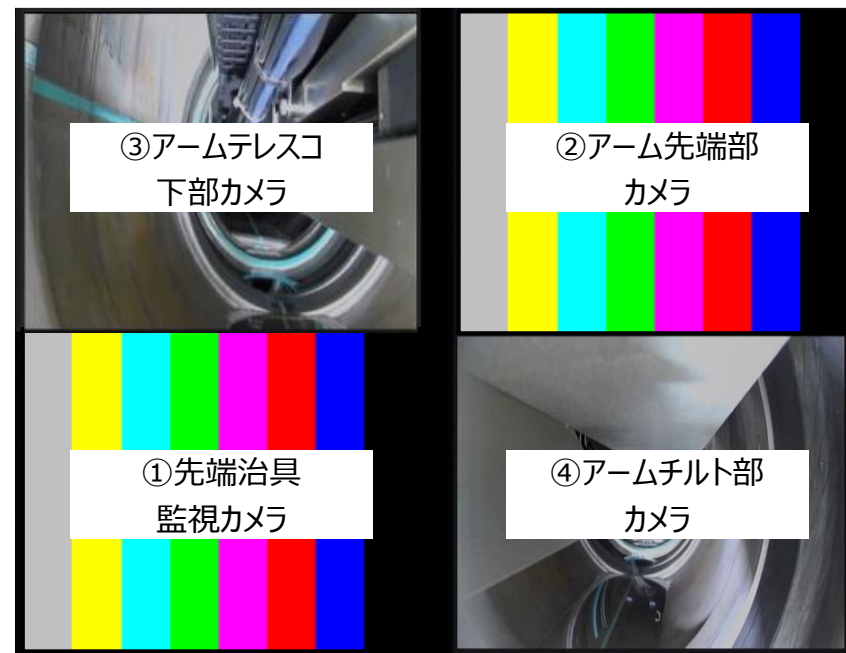 ③アームテレスコ
下部カメラ
②アーム先端部
カメラ
①先端治具
監視カメラ
④アームチルト部
カメラ